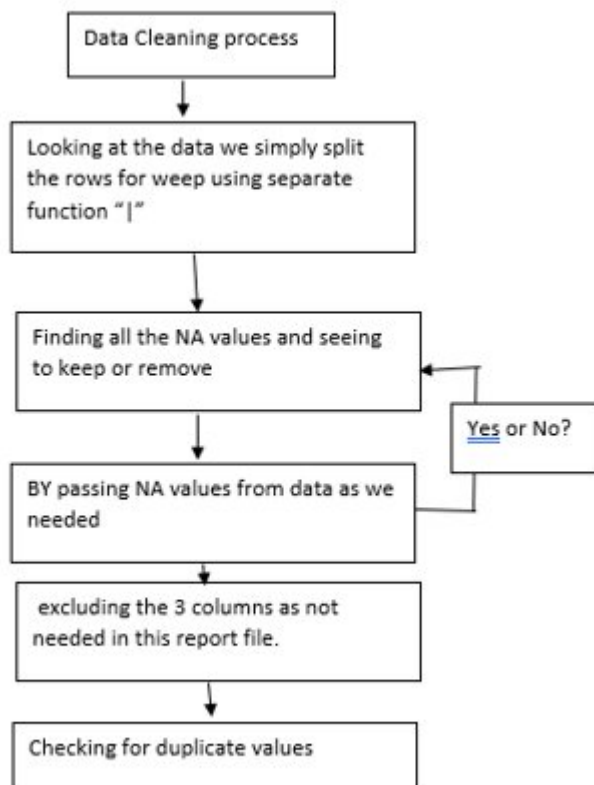 Data Cleaning process
Looking at the data we simply split
the rows for weep using separate
function “|”
Finding all the NA values and seeing
to keep or remove
Yes or No?
BY passing NA values from data as we
needed
excluding the 3 columns as not
needed in this report file.
Checking for duplicate values